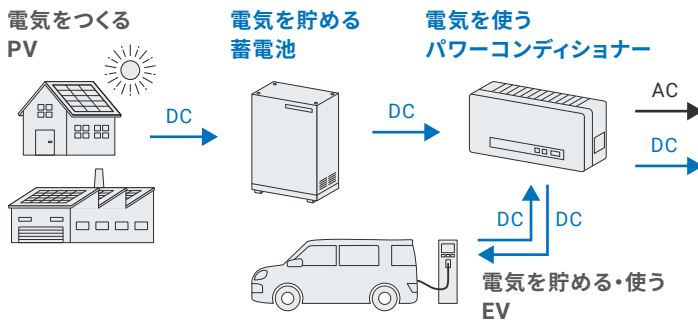 電気をつくる
PV
電気を貯める
蓄電池
電気を使う
パワーコンディショナー
DC
DC
AC
DC
DC
DC
電気を貯める・使う
EV